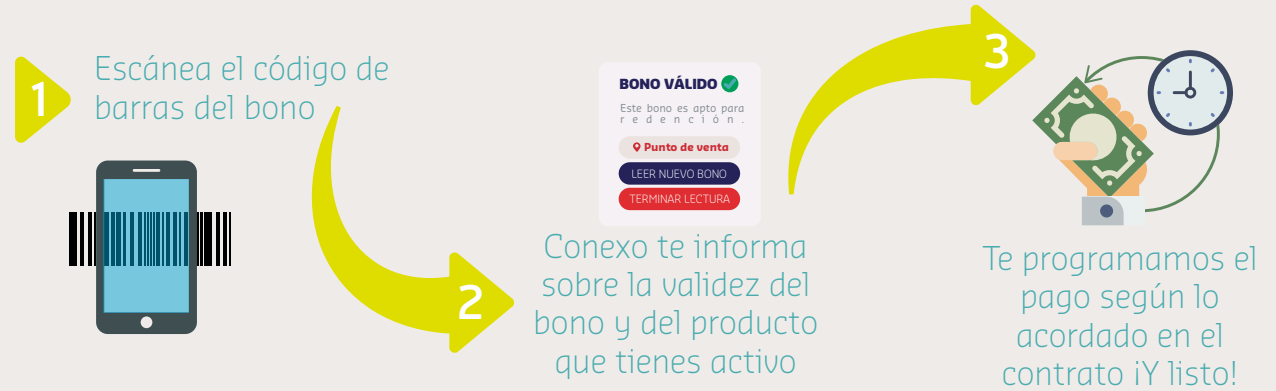 1
Escánea el código de
barras del bono
2
BONO VÁLIDO
Este bono es apto para
redención.
Punto de venta
LEER NUEVO BONO
TERMINAR LECTURA
Conexo te informa
sobre la validez del
bono y del producto
que tienes activo
3
Te programamos el
pago según lo
acordado en el
contrato ¡Y listo!